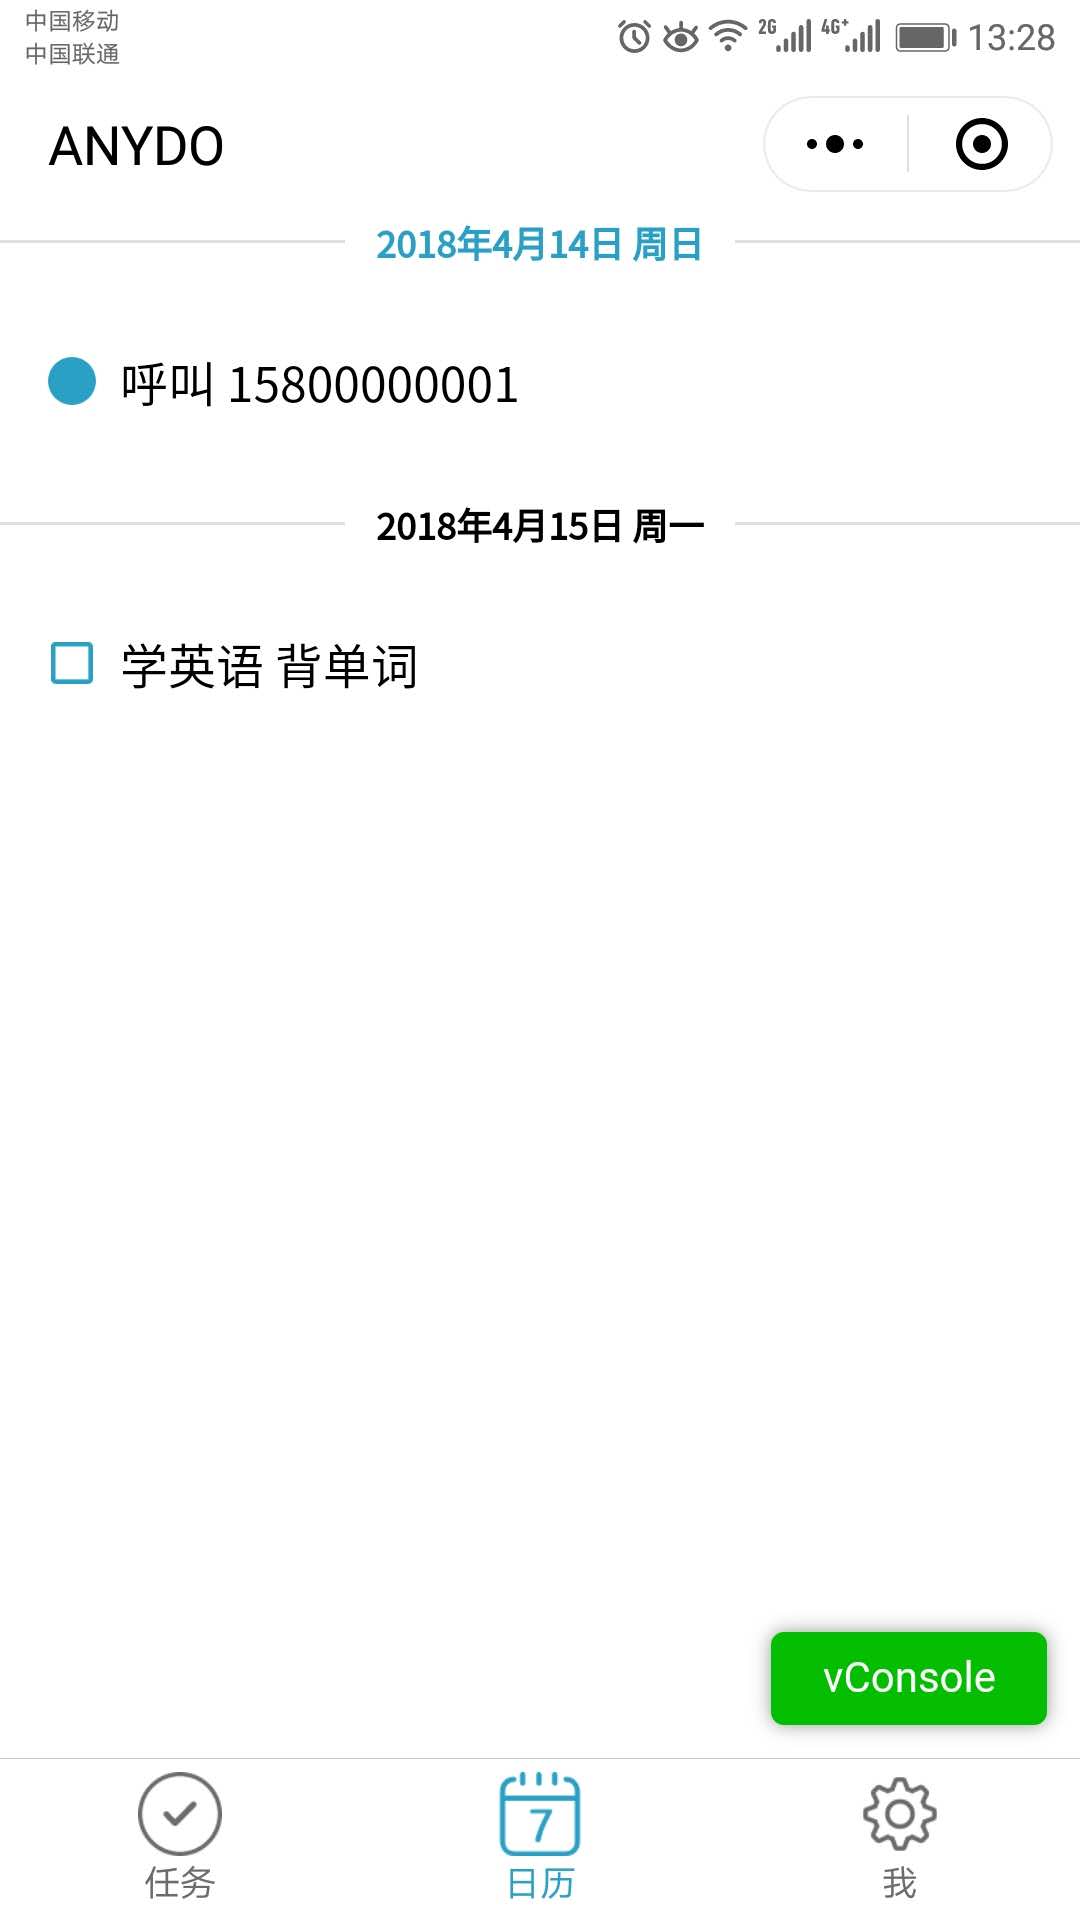 中国移动
中国联通
2G 4G+ 13:28
ANYDO
2018年4月14日 周日
呼叫 15800000001
2018年4月15日 周一
学英语 背单词
vConsole
7
任务 日历 我